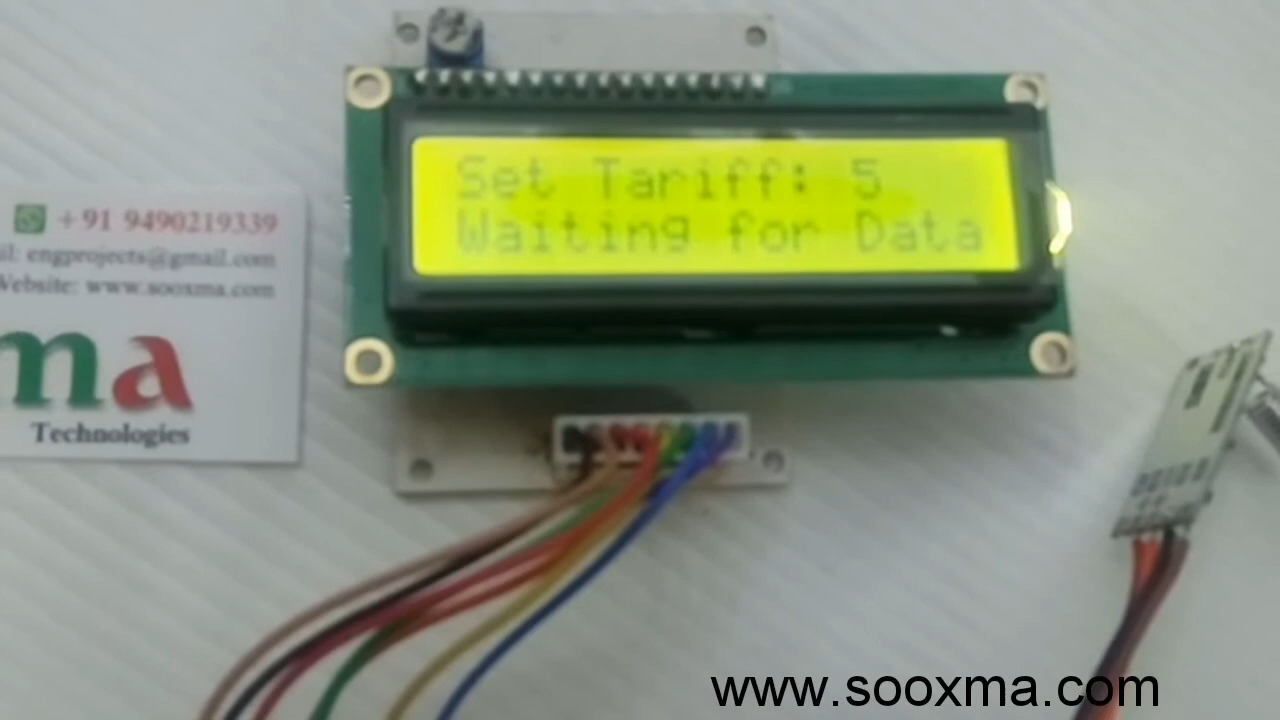 Set Tariff: 5
Waiting for Data
+91 9490219339
il: engprojects@gmail.com
Website: www.sooxma.com
ma
Technologies
www.sooxma.com